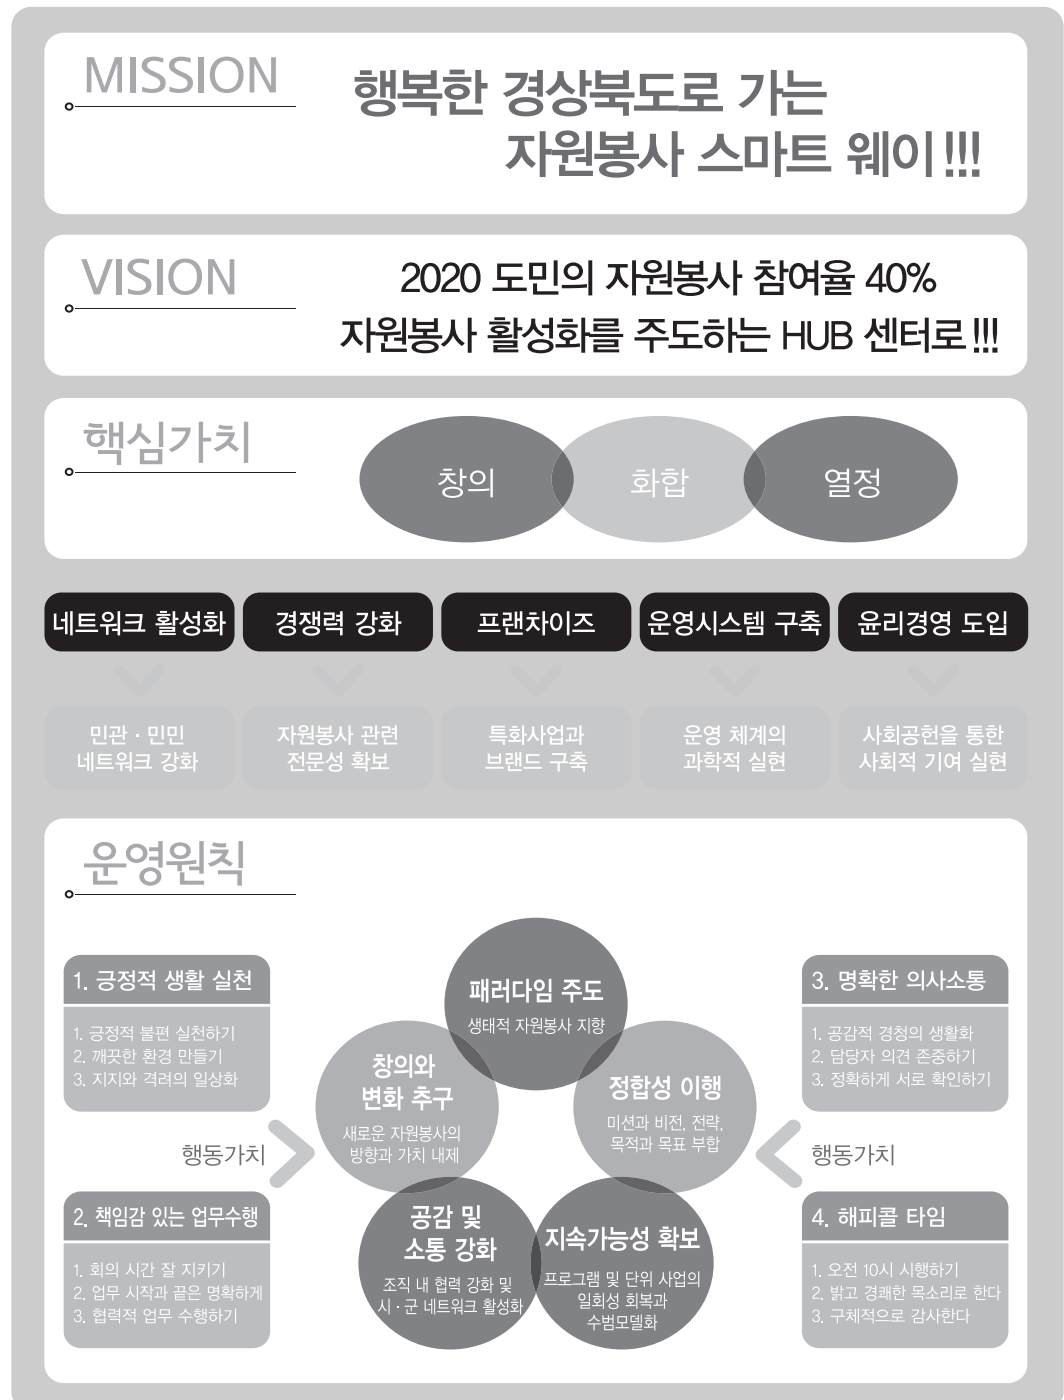 MISSION
행복한 경상북도로 가는
자원봉사 스마트 웨이!!!
VISION
2020 도민의 자원봉사 참여율 40%
자원봉사 활성화를 주도하는 HUB 센터로!!!
핵심가치
창의
화합
열정
네트워크 활성화
경쟁력 강화
프랜차이즈
운영시스템 구축
윤리경영 도입
민관·민민
네트워크 강화
자원봉사 관련
전문성 확보
특화사업과
브랜드 구축
운영 체계의
과학적 실현
사회공헌을 통한
사회적 기여 실현
운영원칙
1. 긍정적 생활 실천
1. 긍정적 불편 실천하기
2. 깨끗한 환경 만들기
3. 지지와 격려의 일상화
행동가치
2. 책임감 있는 업무수행
1. 회의 시간 잘 지키기
2. 업무 시작과 끝은 명확하게
3. 협력적 업무 수행하기
패러다임 주도
생태적 자원봉사 지향
창의와
변화 추구
새로운 자원봉사의
방향과 가치 내제
정합성 이행
미션과 비전, 전략,
목적과 목표 부합
공감 및
소통 강화
조직 내 협력 강화 및
시·군 네트워크 활성화
지속가능성 확보
프로그램 및 단위 사업의
일회성 회복과
수범모델화
3. 명확한 의사소통
1. 공감적 경청의 생활화
2. 담당자 의견 존중하기
3. 정확하게 서로 확인하기
행동가치
4. 해피콜 타임
1. 오전 10시 시행하기
2. 밝고 경쾌한 목소리로 한다
3. 구체적으로 감사한다